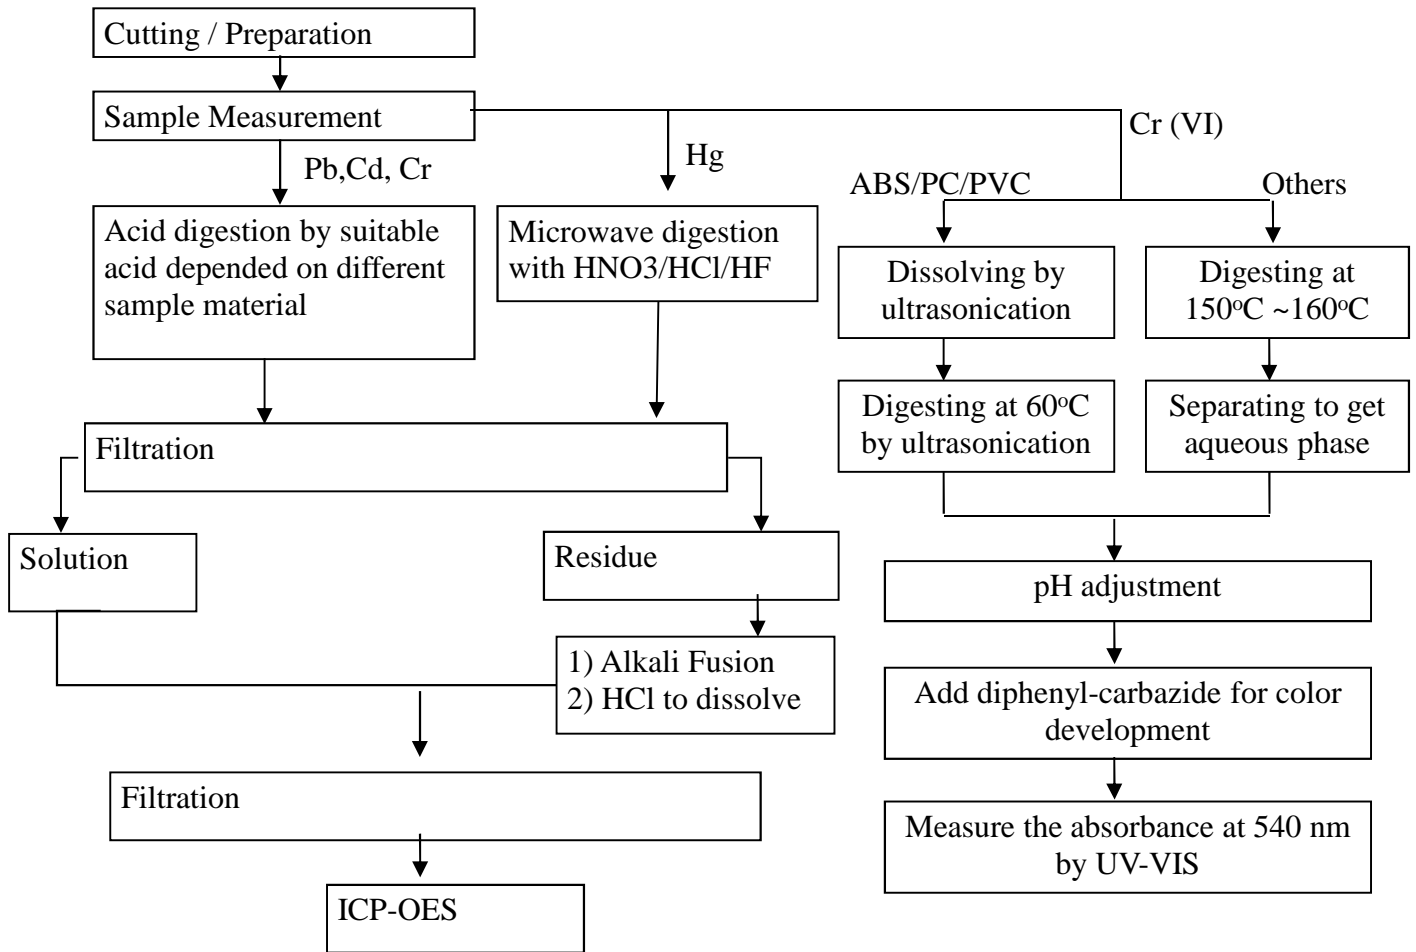 Cutting / Preparation
Sample Measurement
Pb,Cd, Cr
Hg
Cr (VI)
ABS/PC/PVC
Others
Acid digestion by suitable
acid depended on different
sample material
Microwave digestion
with HNO3/HCl/HF
Dissolving by
ultrasonication
Digesting at
150°C ~160°C
Digesting at 60°C
by ultrasonication
Separating to get
aqueous phase
Filtration
Solution
Residue
pH adjustment
1) Alkali Fusion
2) HCl to dissolve
Add diphenyl-carbazide for color
development
Filtration
Measure the absorbance at 540 nm
by UV-VIS
ICP-OES